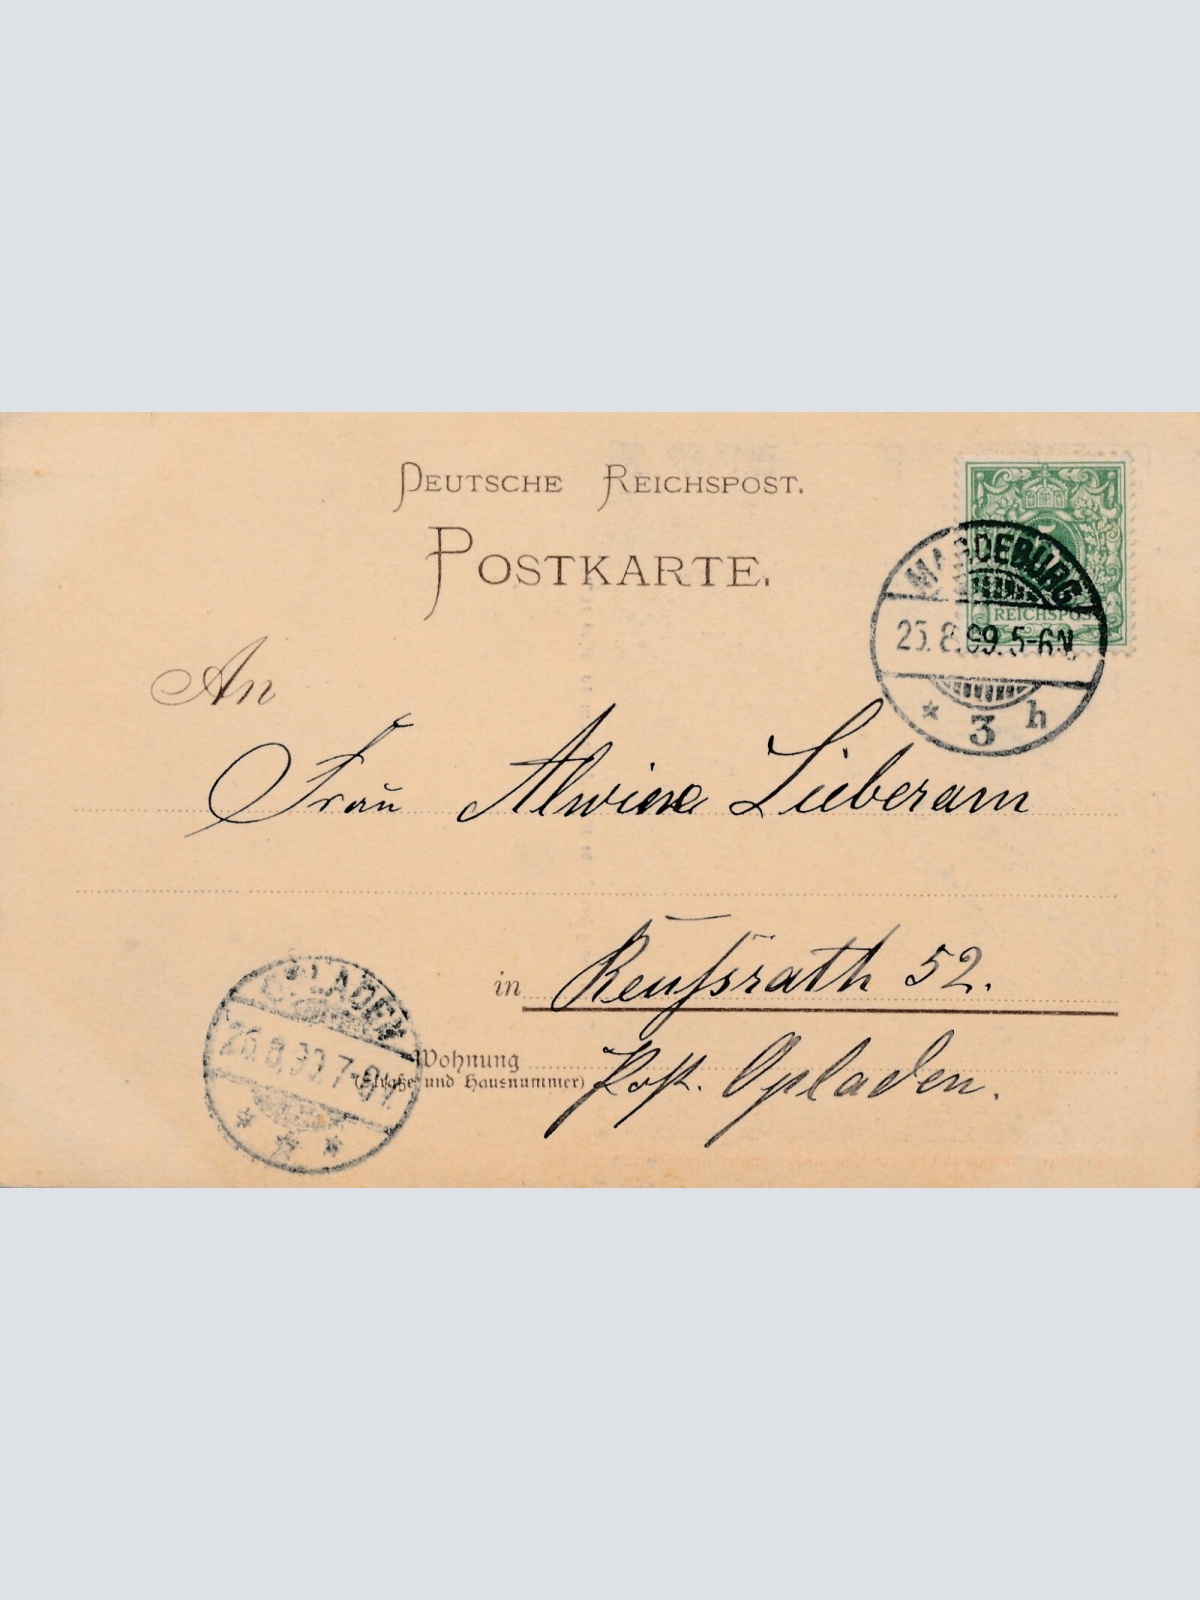 DEUTSCHE REICHSPOST.
POSTKARTE.
REICHSPOST
MAGDEBURG
25.8.99.5-6N.
* 3 h
An
Frau Alwine Lieberam
in Reufsrath 52.
OPLADEN
26.8.99.7-8V.
* * *
Wohnung
(Straße und Hausnummer)
Post. Opladen.